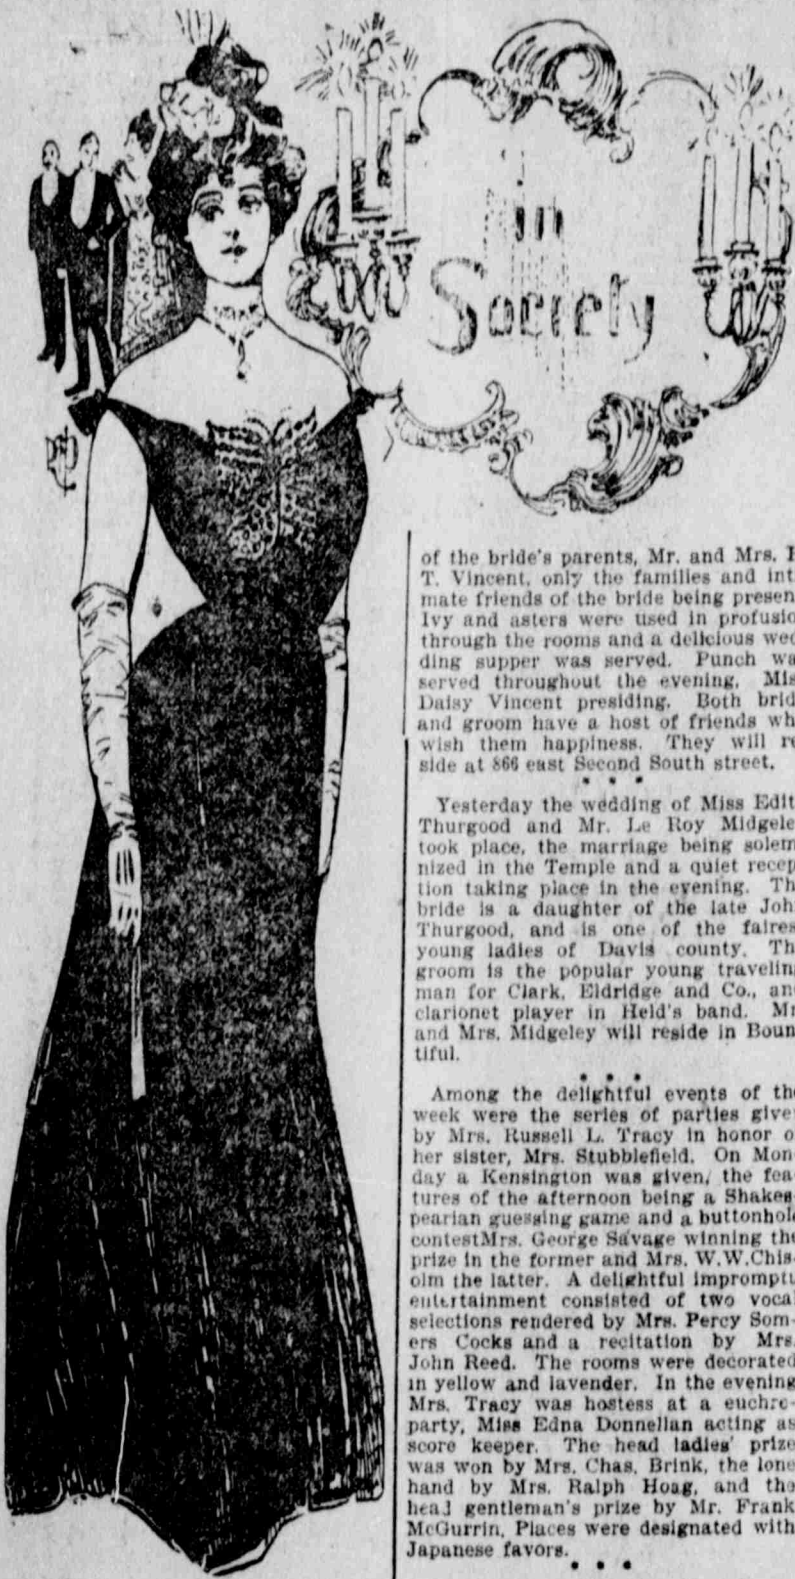 in
Society
of the bride's parents, Mr. and Mrs.
T. Vincent, only the families and inti
mate friends of the bride being presen
Ivy and asters were used in profusio
through the rooms and a delicious wed
ding supper was served. Punch wa
served throughout the evening, Mis
Daisy Vincent presiding. Both brid
and groom have a host of friends wh
wish them happiness. They will re
side at 866 east Second South street.
* * *
Yesterday the wedding of Miss Edit
Thurgood and Mr. Le Roy Midgele
took place, the marriage being solem
nized in the Temple and a quiet recep
tion taking place in the evening. Th
bride is a daughter of the late Joh
Thurgood, and is one of the faires
young ladies of Davis county. Th
groom is the popular young travelin
man for Clark, Eldridge and Co., an
clarionet player in Held's band. Mr
and Mrs. Midgeley will reside in Boun
tiful.
* * *
Among the delightful events of the
week were the series of parties give
by Mrs. Russell L. Tracy in honor o
her sister, Mrs. Stubblefield. On Mon
day a Kensington was given, the fea
tures of the afternoon being a Shakes
pearian guessing game and a buttonhole
contestMrs. George Savage winning the
prize in the former and Mrs. W.W.Chis
olm the latter. A delightful impromptu
entertainment consisted of two vocal
selections rendered by Mrs. Percy Som-
ers Cocks and a recitation by Mrs.
John Reed. The rooms were decorated
in yellow and lavender. In the evening
Mrs. Tracy was hostess at a euchre-
party, Miss Edna Donnellan acting as
score keeper. The head ladies' prize
was won by Mrs. Chas. Brink, the lone
hand by Mrs. Ralph Hoag, and the
head gentleman's prize by Mr. Frank
McGurrin. Places were designated with
Japanese favors.
* * *